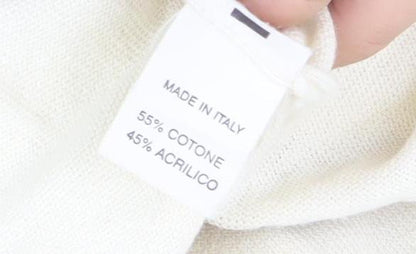 MADE IN ITALY
55% COTONE
45% ACRILICO